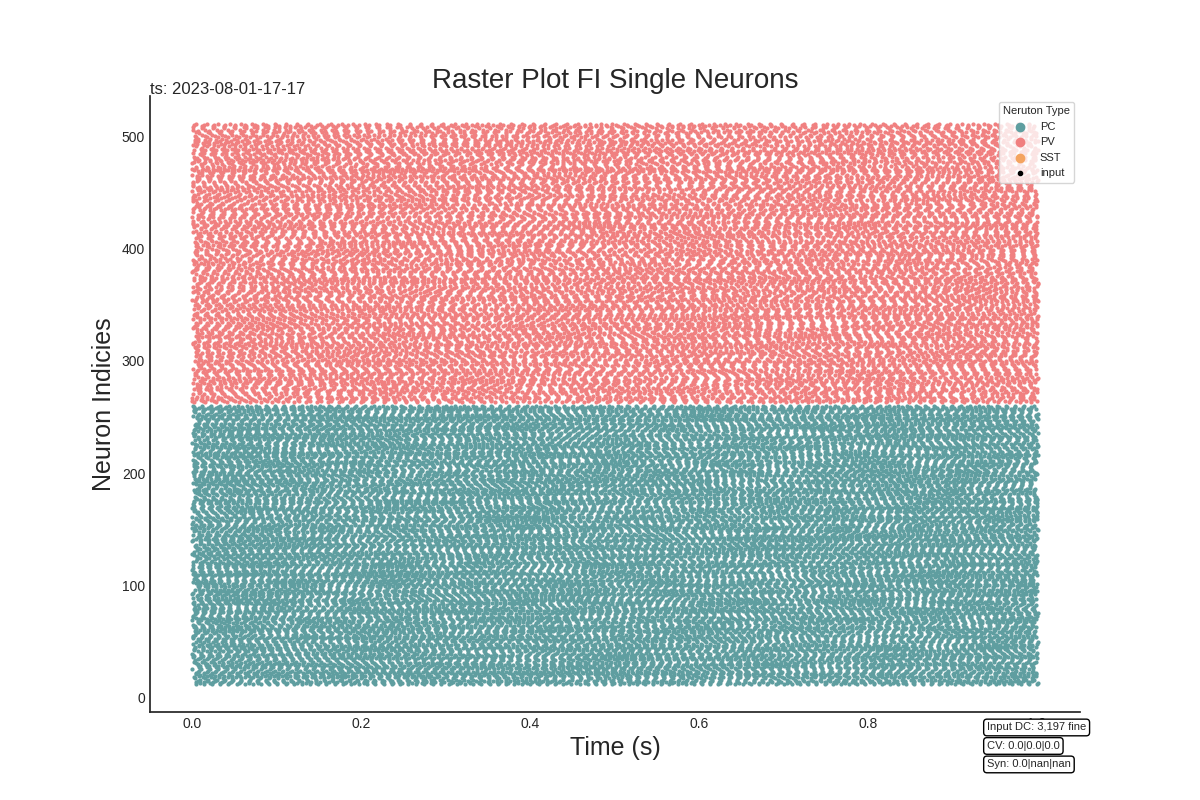 Raster Plot FI Single Neurons
ts: 2023-08-01-17-17
Neruton Type
PC
PV
SST
input
500
400
300
200
100
0
Neuron Indicies
0.0 0.2 0.4 0.6 0.8
Time (s)
Input DC: 3,197 fine
CV: 0.0|0.0|0.0
Syn: 0.0|nan|nan